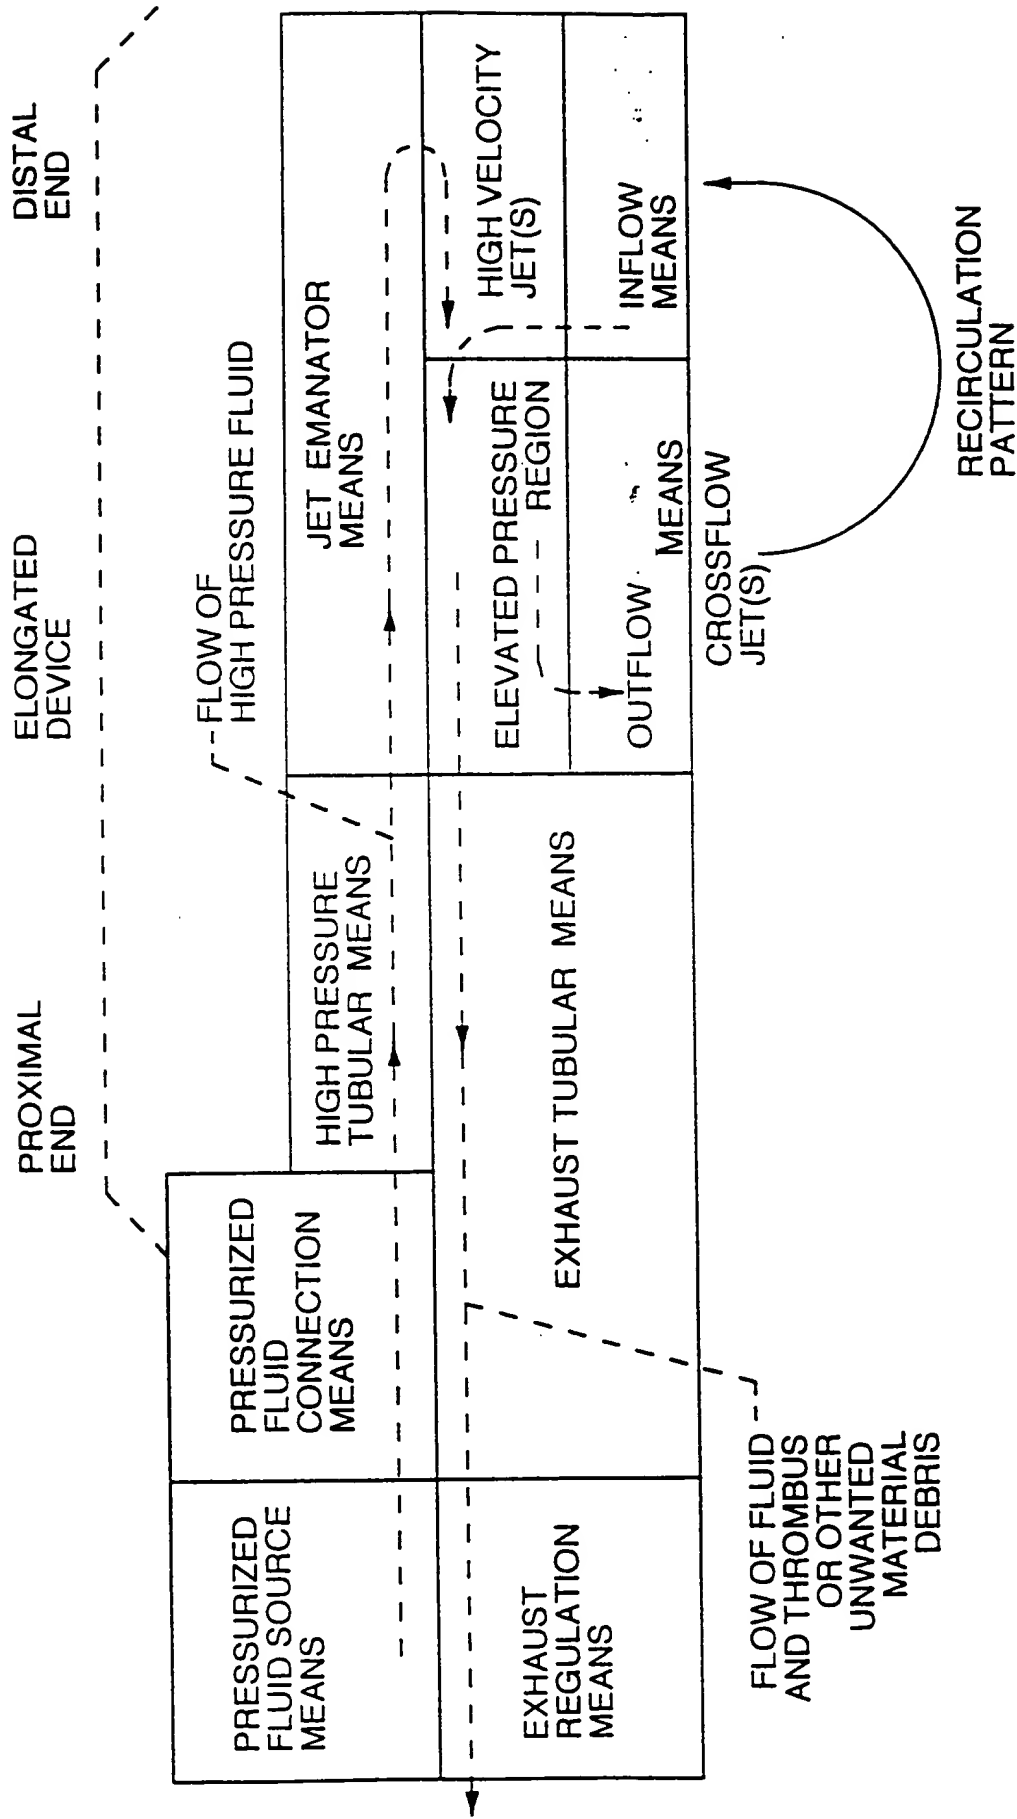 PROXIMAL
END
ELONGATED
DEVICE
DISTAL
END
FLOW OF
HIGH PRESSURE FLUID
PRESSURIZED
FLUID SOURCE
MEANS
PRESSURIZED
FLUID
CONNECTION
MEANS
HIGH PRESSURE
TUBULAR MEANS
JET EMANATOR
MEANS
HIGH VELOCITY
JET(S)
ELEVATED PRESSURE
REGION
INFLOW
MEANS
OUTFLOW
MEANS
EXHAUST
REGULATION
MEANS
EXHAUST TUBULAR MEANS
CROSSFLOW
JET(S)
RECIRCULATION
PATTERN
FLOW OF FLUID
AND THROMBUS
OR OTHER
UNWANTED
MATERIAL
DEBRIS